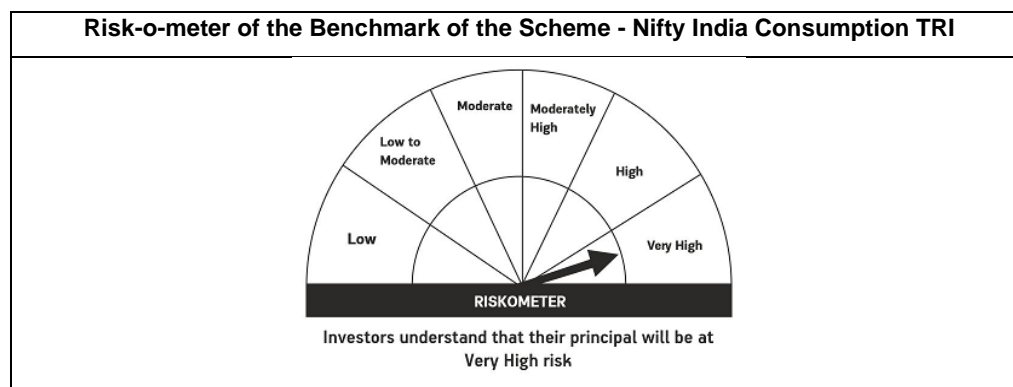 Risk-o-meter of the Benchmark of the Scheme - Nifty India Consumption TRI
Moderate
Moderately
High
Low to
Moderate
High
Low
Very High
RISKOMETER
Investors understand that their principal will be at
Very High risk